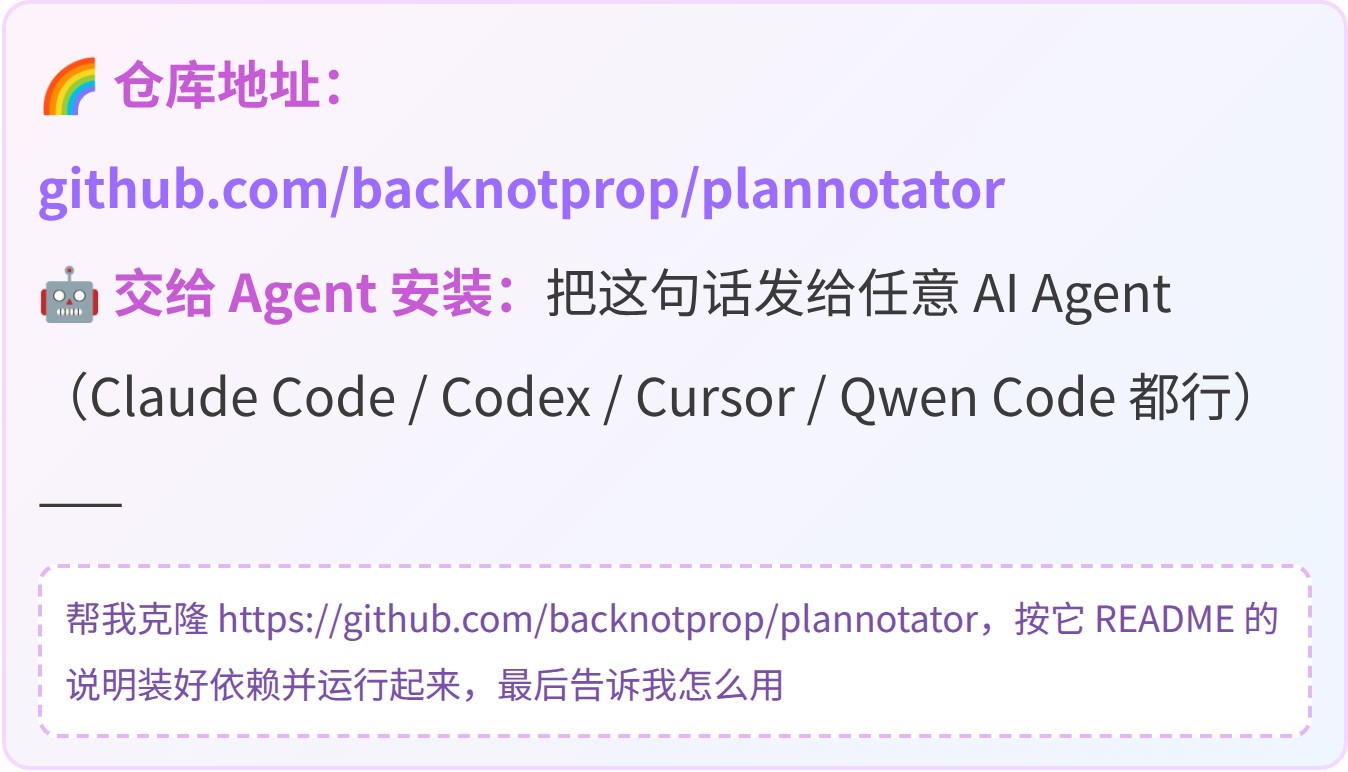 🌈 仓库地址：
github.com/backnotprop/plannotator
🤖 交给 Agent 安装：把这句话发给任意 AI Agent
（Claude Code / Codex / Cursor / Qwen Code 都行）
——
帮我克隆 https://github.com/backnotprop/plannotator，按它 README 的
说明装好依赖并运行起来，最后告诉我怎么用